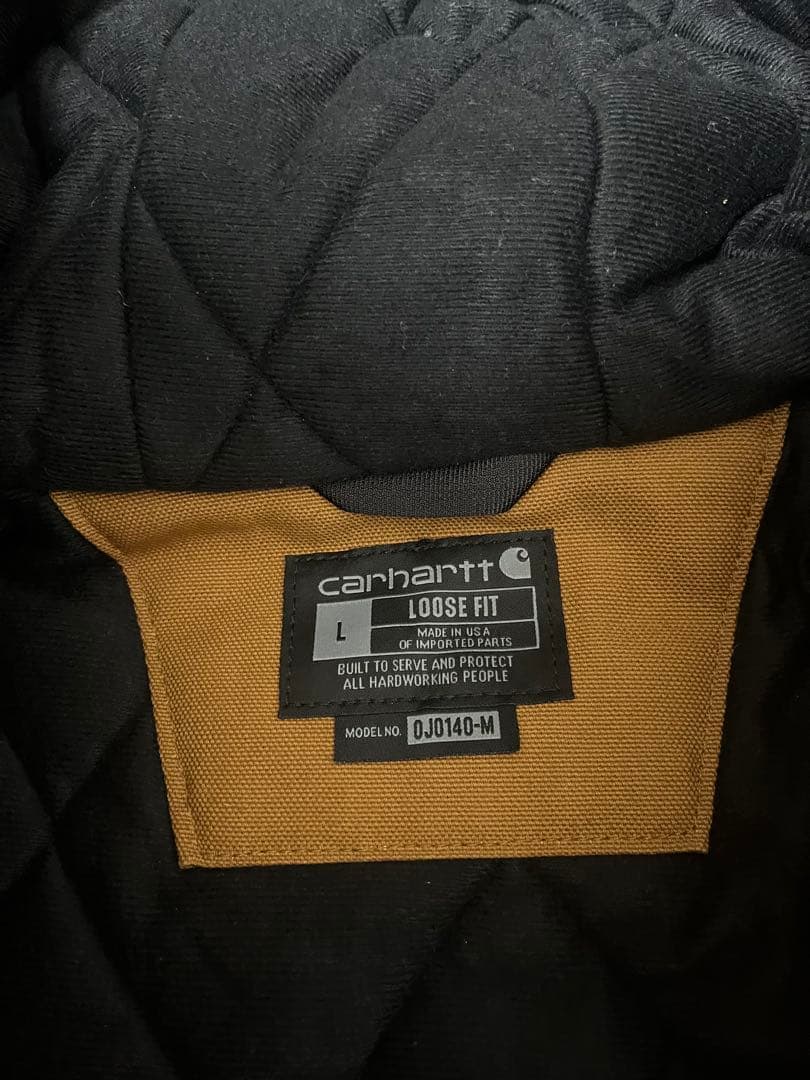 carhartt
L
LOOSE FIT
MADE IN USA
OF IMPORTED PARTS
BUILT TO SERVE AND PROTECT
ALL HARDWORKING PEOPLE
MODEL NO. OJ0140-M